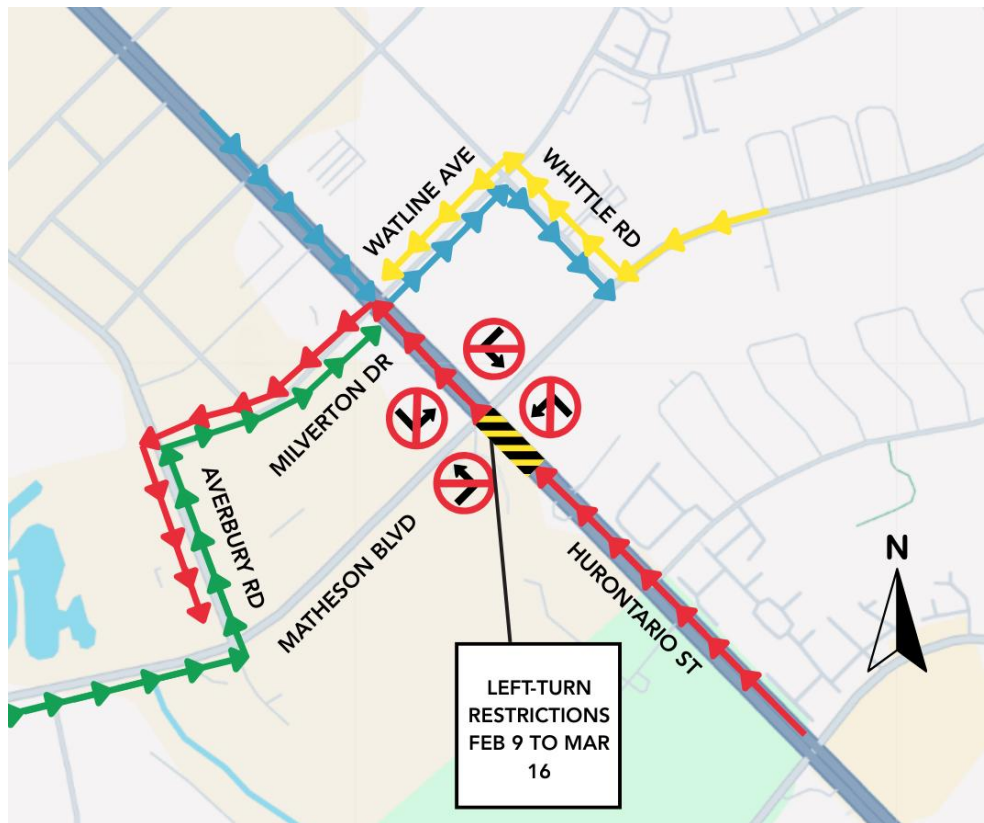 WATLINE AVE
WHITTLE RD
MILVERTON DR
AVERBURY RD
MATHESON BLVD
HURONTARIO ST
N
LEFT-TURN
RESTRICTIONS
FEB 9 TO MAR
16